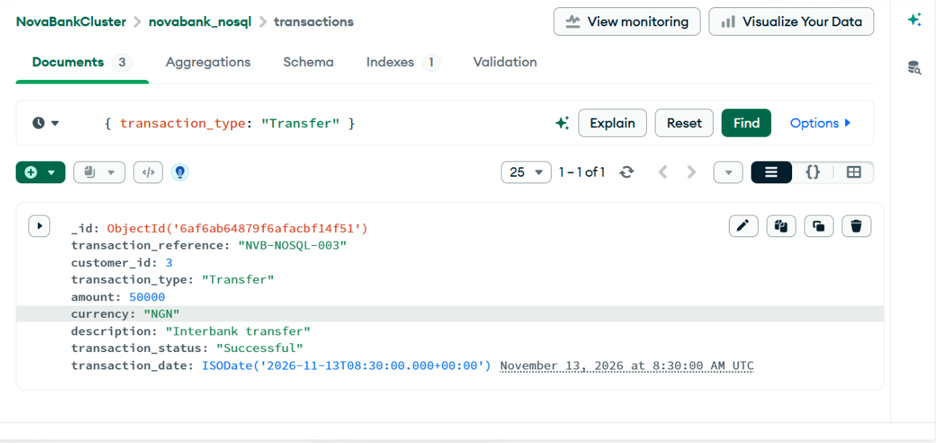 NovaBankCluster > novabank_nosql > transactions
View monitoring
Visualize Your Data
Documents 3
Aggregations
Schema
Indexes 1
Validation
{ transaction_type: "Transfer" }
Explain
Reset
Find
Options
25
1 – 1 of 1
_id: ObjectId('6af6ab64879f6afacbf14f51')
transaction_reference: "NVB-NOSQL-003"
customer_id: 3
transaction_type: "Transfer"
amount: 50000
currency: "NGN"
description: "Interbank transfer"
transaction_status: "Successful"
transaction_date: ISODate('2026-11-13T08:30:00.000+00:00') November 13, 2026 at 8:30:00 AM UTC